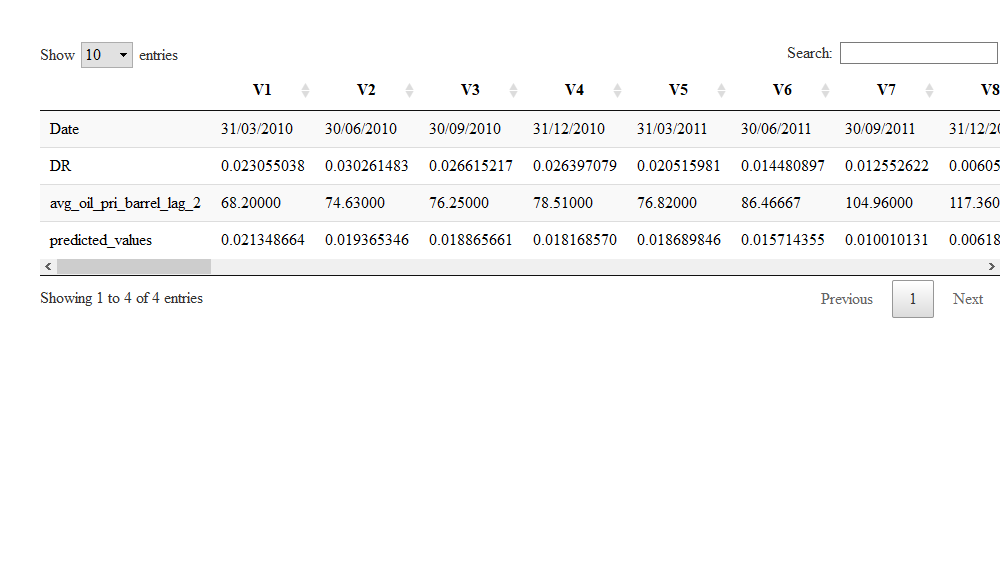 Show 10 entries Search:
V1 V2 V3 V4 V5 V6 V7 V8
Date 31/03/2010 30/06/2010 30/09/2010 31/12/2010 31/03/2011 30/06/2011 30/09/2011 31/12/20
DR 0.023055038 0.030261483 0.026615217 0.026397079 0.020515981 0.014480897 0.012552622 0.00605
avg_oil_pri_barrel_lag_2 68.20000 74.63000 76.25000 78.51000 76.82000 86.46667 104.96000 117.360
predicted_values 0.021348664 0.019365346 0.018865661 0.018168570 0.018689846 0.015714355 0.010010131 0.00618
Showing 1 to 4 of 4 entries Previous 1 Next